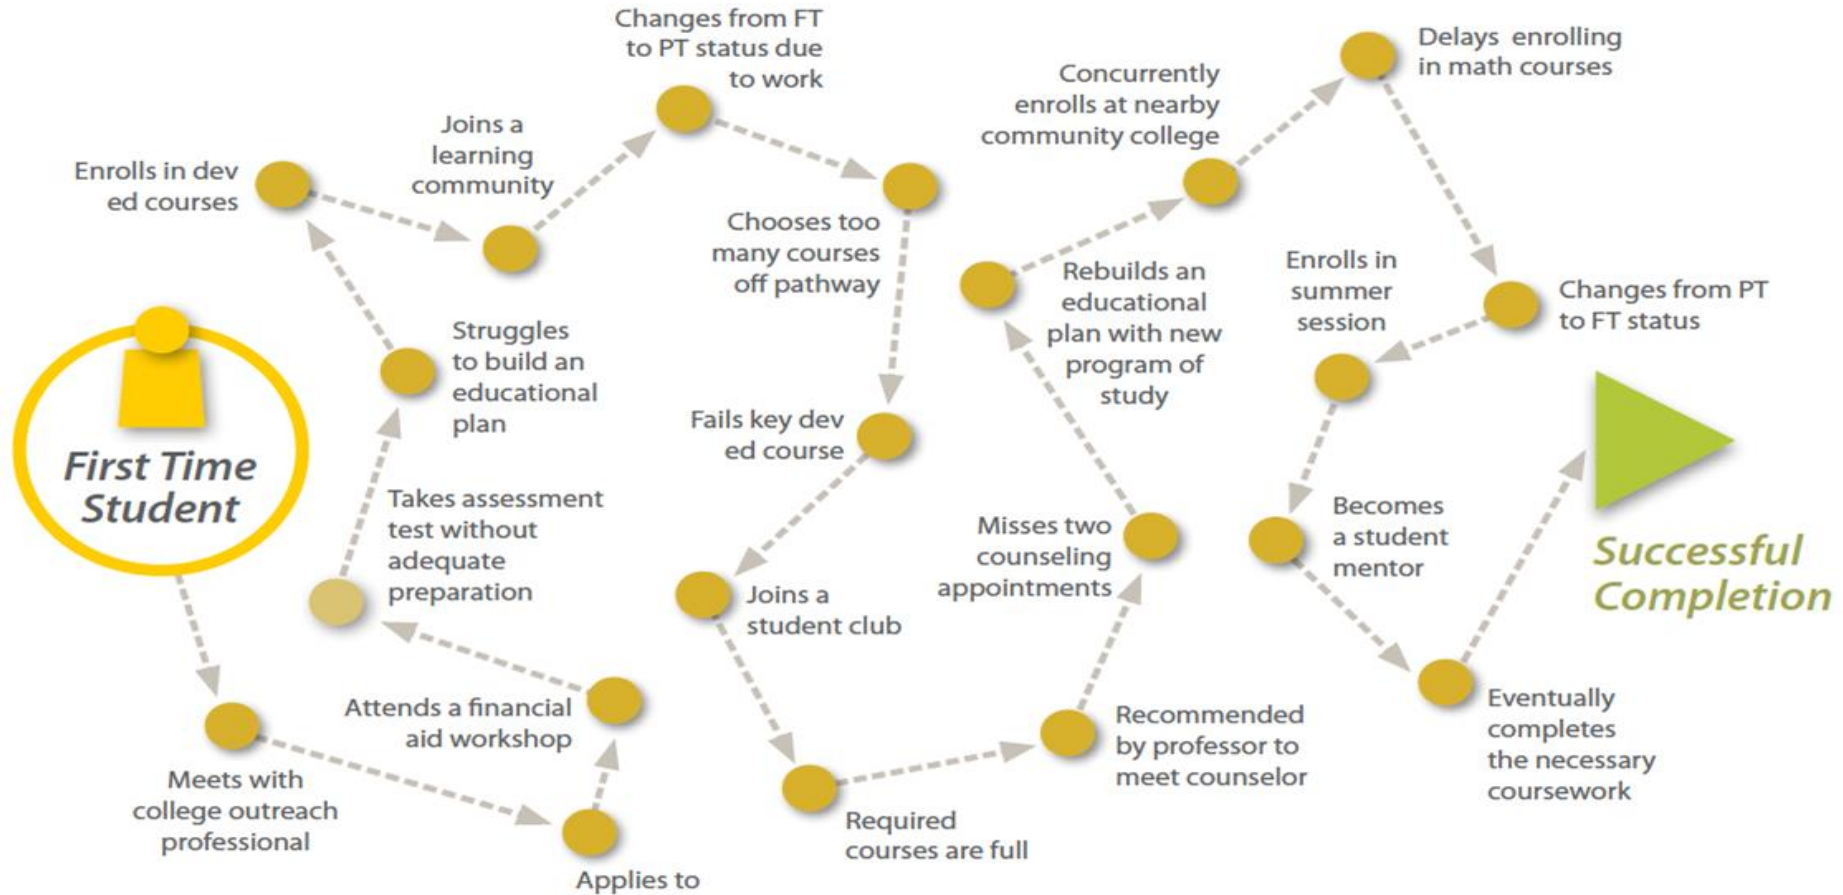 First Time
Student
Meets with
college outreach
professional
Applies to
Attends a financial
aid workshop
Takes assessment
test without
adequate
preparation
Struggles
to build an
educational
plan
Enrolls in dev
ed courses
Joins a
learning
community
Changes from FT
to PT status due
to work
Chooses too
many courses
off pathway
Fails key dev
ed course
Joins a
student club
Required
courses are full
Recommended
by professor to
meet counselor
Misses two
counseling
appointments
Rebuilds an
educational
plan with new
program of
study
Concurrently
enrolls at nearby
community college
Delays enrolling
in math courses
Changes from PT
to FT status
Enrolls in
summer
session
Becomes
a student
mentor
Eventually
completes
the necessary
coursework
Successful
Completion